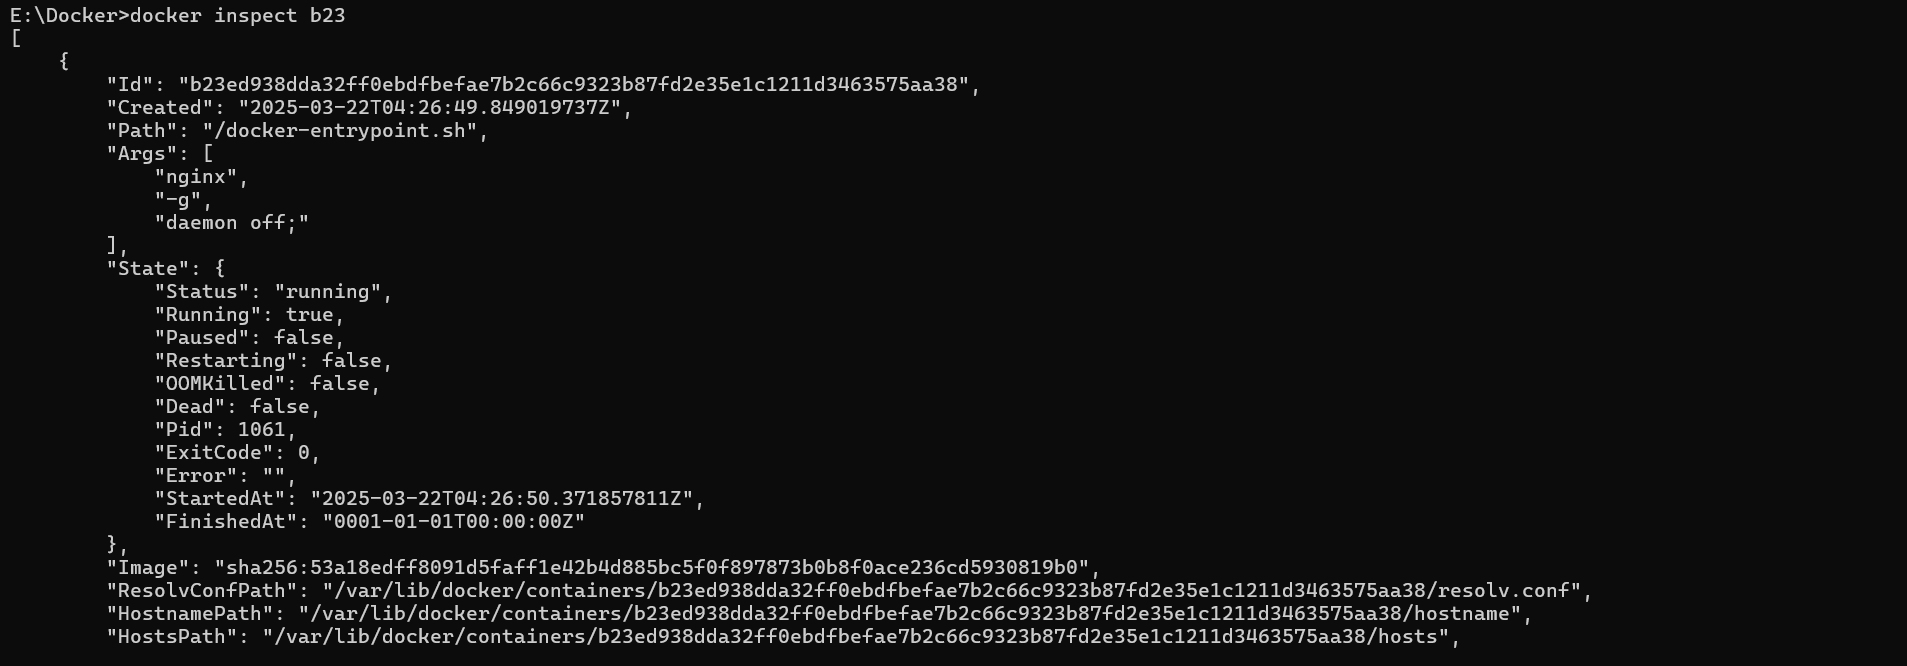 E:\Docker>docker inspect b23
[
    {
        "Id": "b23ed938dda32ff0ebdfbefae7b2c66c9323b87fd2e35e1c1211d3463575aa38",
        "Created": "2025-03-22T04:26:49.849019737Z",
        "Path": "/docker-entrypoint.sh",
        "Args": [
            "nginx",
            "-g",
            "daemon off;"
        ],
        "State": {
            "Status": "running",
            "Running": true,
            "Paused": false,
            "Restarting": false,
            "OOMKilled": false,
            "Dead": false,
            "Pid": 1061,
            "ExitCode": 0,
            "Error": "",
            "StartedAt": "2025-03-22T04:26:50.371857811Z",
            "FinishedAt": "0001-01-01T00:00:00Z"
        },
        "Image": "sha256:53a18edff8091d5faff1e42b4d885bc5f0f897873b0b8f0ace236cd5930819b0",
        "ResolvConfPath": "/var/lib/docker/containers/b23ed938dda32ff0ebdfbefae7b2c66c9323b87fd2e35e1c1211d3463575aa38/resolv.conf",
        "HostnamePath": "/var/lib/docker/containers/b23ed938dda32ff0ebdfbefae7b2c66c9323b87fd2e35e1c1211d3463575aa38/hostname",
        "HostsPath": "/var/lib/docker/containers/b23ed938dda32ff0ebdfbefae7b2c66c9323b87fd2e35e1c1211d3463575aa38/hosts",